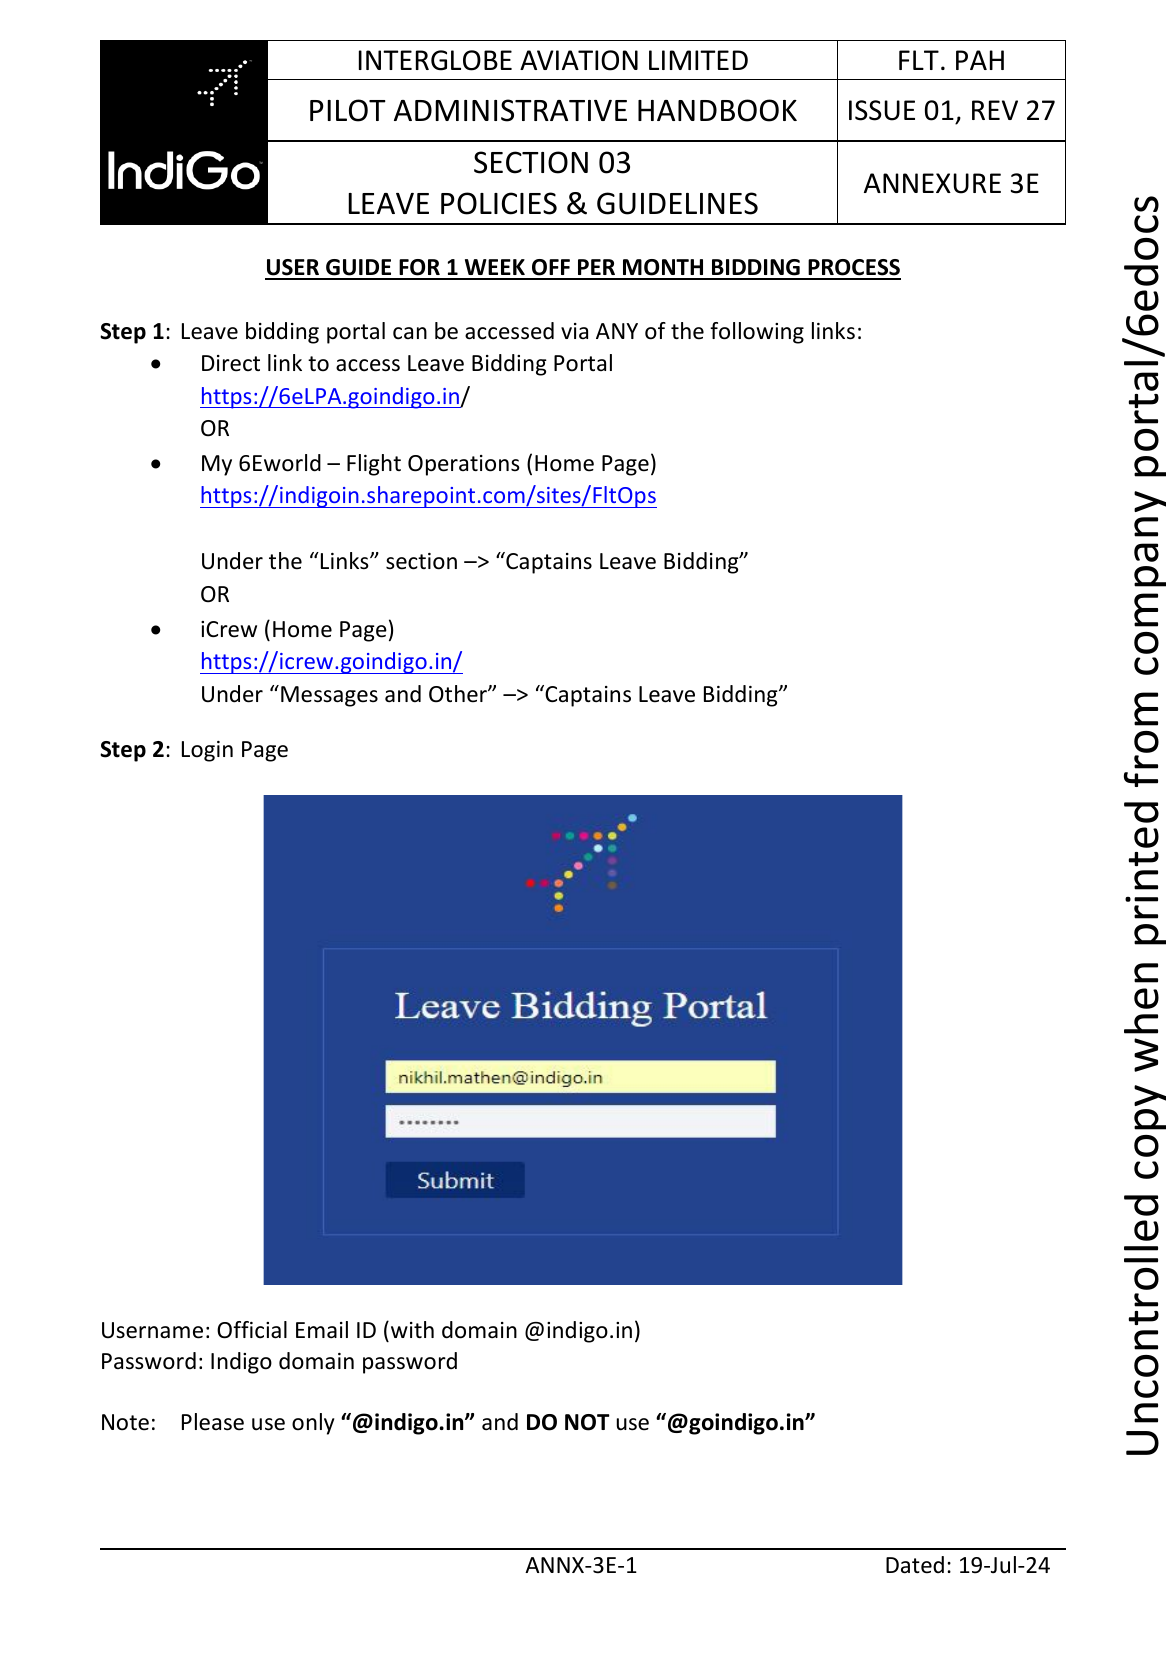 INTERGLOBE AVIATION LIMITED
FLT. PAH
PILOT ADMINISTRATIVE HANDBOOK
ISSUE 01, REV 27
IndiGo
SECTION 03
LEAVE POLICIES & GUIDELINES
ANNEXURE 3E
USER GUIDE FOR 1 WEEK OFF PER MONTH BIDDING PROCESS
Step 1: Leave bidding portal can be accessed via ANY of the following links:
• Direct link to access Leave Bidding Portal
https://6eLPA.goindigo.in/
OR
• My 6Eworld – Flight Operations (Home Page)
https://indigoin.sharepoint.com/sites/FltOps
Under the “Links” section –> “Captains Leave Bidding”
OR
• iCrew (Home Page)
https://icrew.goindigo.in/
Under “Messages and Other” –> “Captains Leave Bidding”
Step 2: Login Page
Leave Bidding Portal
nikhil.mathen@indigo.in
••••••••
Submit
Username: Official Email ID (with domain @indigo.in)
Password: Indigo domain password
Note: Please use only “@indigo.in” and DO NOT use “@goindigo.in”
ANNX-3E-1
Dated: 19-Jul-24
Uncontrolled copy when printed from company portal/6edocs